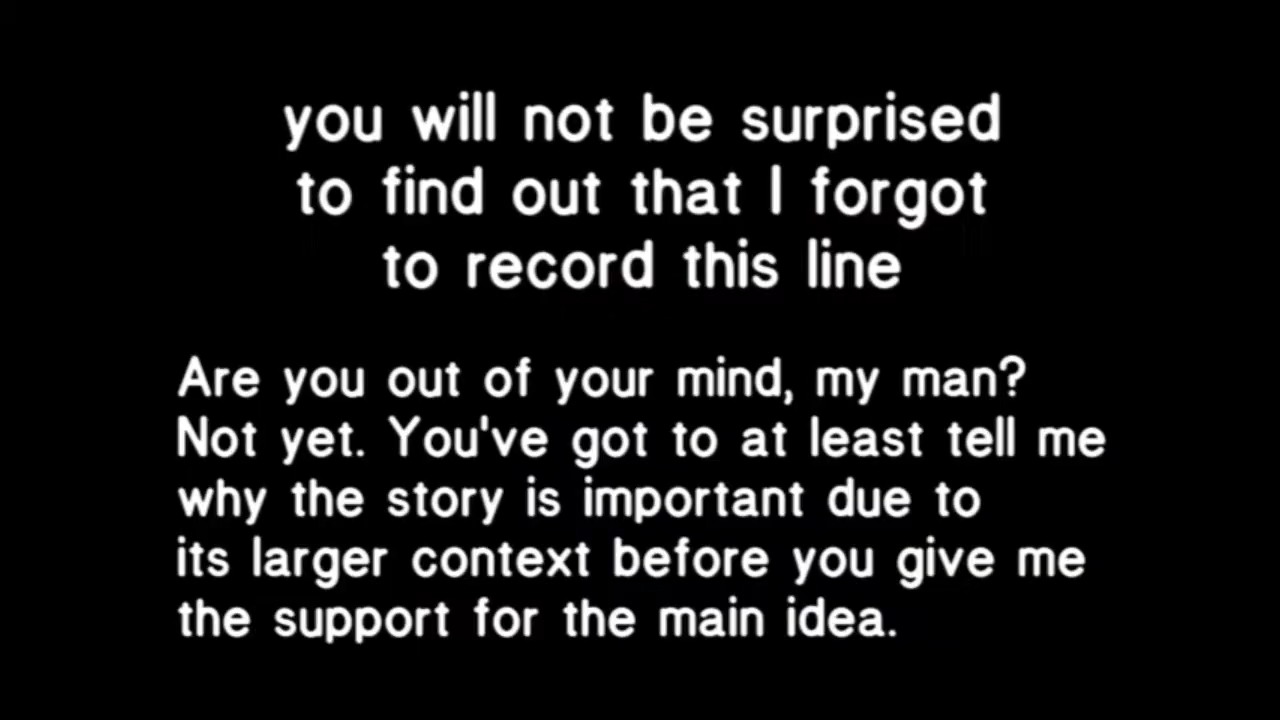 you will not be surprised
to find out that I forgot
to record this line
Are you out of your mind, my man?
Not yet. You've got to at least tell me
why the story is important due to
its larger context before you give me
the support for the main idea.